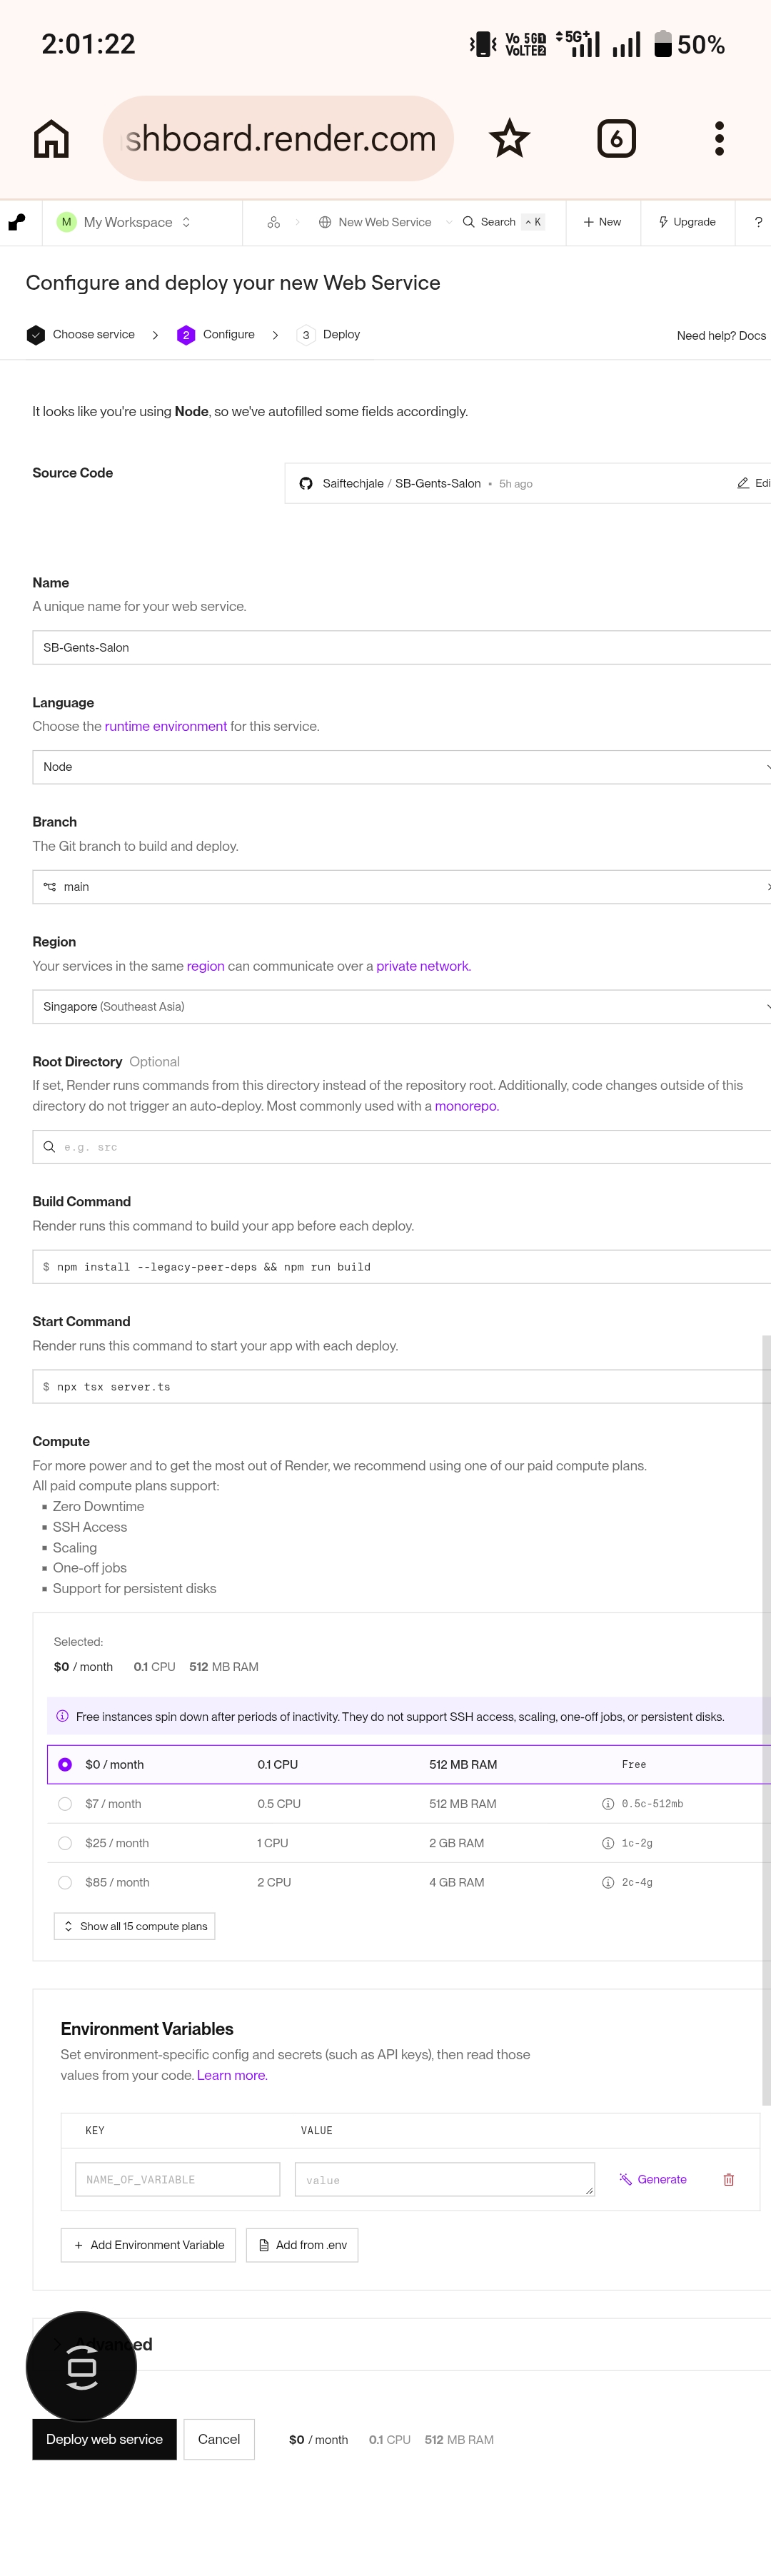 2:01:22
Vo 5G D VoLTE 2 5G+ 50%
shboard.render.com
6
M My Workspace New Web Service Search ^ K + New Upgrade ?
Configure and deploy your new Web Service
Choose service 2 Configure 3 Deploy Need help? Docs
It looks like you're using Node, so we've autofilled some fields accordingly.
Source Code
Saiftechjale / SB-Gents-Salon • 5h ago Edi
Name
A unique name for your web service.
SB-Gents-Salon
Language
Choose the runtime environment for this service.
Node
Branch
The Git branch to build and deploy.
main
Region
Your services in the same region can communicate over a private network.
Singapore (Southeast Asia)
Root Directory Optional
If set, Render runs commands from this directory instead of the repository root. Additionally, code changes outside of this
directory do not trigger an auto-deploy. Most commonly used with a monorepo.
e.g. src
Build Command
Render runs this command to build your app before each deploy.
$ npm install --legacy-peer-deps && npm run build
Start Command
Render runs this command to start your app with each deploy.
$ npx tsx server.ts
Compute
For more power and to get the most out of Render, we recommend using one of our paid compute plans.
All paid compute plans support:
Zero Downtime
SSH Access
Scaling
One-off jobs
Support for persistent disks
Selected:
$0 / month 0.1 CPU 512 MB RAM
Free instances spin down after periods of inactivity. They do not support SSH access, scaling, one-off jobs, or persistent disks.
$0 / month 0.1 CPU 512 MB RAM Free
$7 / month 0.5 CPU 512 MB RAM 0.5c-512mb
$25 / month 1 CPU 2 GB RAM 1c-2g
$85 / month 2 CPU 4 GB RAM 2c-4g
Show all 15 compute plans
Environment Variables
Set environment-specific config and secrets (such as API keys), then read those
values from your code. Learn more.
KEY VALUE
NAME_OF_VARIABLE value Generate
+ Add Environment Variable Add from .env
Advanced
Deploy web service Cancel $0 / month 0.1 CPU 512 MB RAM